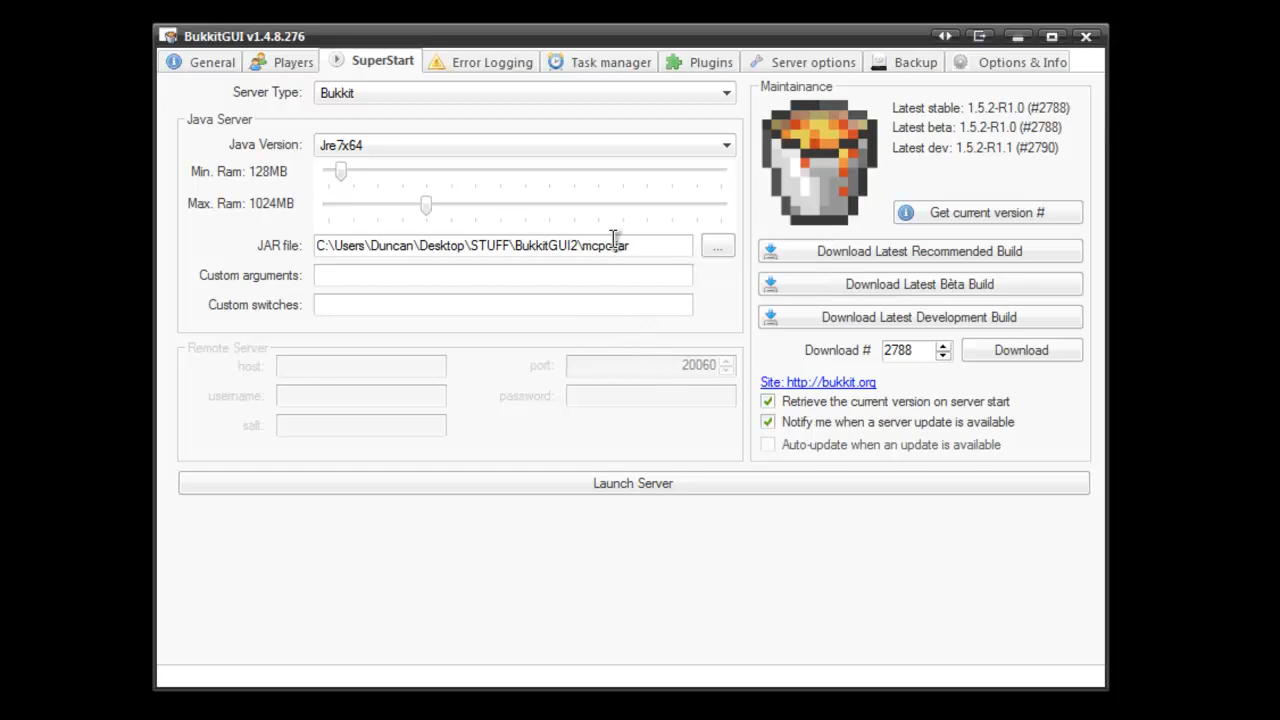 BukkitGUI v1.4.8.276
General
Players
SuperStart
Error Logging
Task manager
Plugins
Server options
Backup
Options & Info
Server Type:
Bukkit
Java Server
Java Version:
Jre7x64
Min. Ram: 128MB
Max. Ram: 1024MB
JAR file:
C:\Users\Duncan\Desktop\STUFF\BukkitGUI2\mcpc.jar
...
Custom arguments:
Custom switches:
Remote Server
host:
port:
20060
username:
password:
salt:
Maintainance
Latest stable: 1.5.2-R1.0 (#2788)
Latest beta: 1.5.2-R1.0 (#2788)
Latest dev: 1.5.2-R1.1 (#2790)
Get current version #
Download Latest Recommended Build
Download Latest Bèta Build
Download Latest Development Build
Download #
2788
Download
Site: http://bukkit.org
Retrieve the current version on server start
Notify me when a server update is available
Auto-update when an update is available
Launch Server